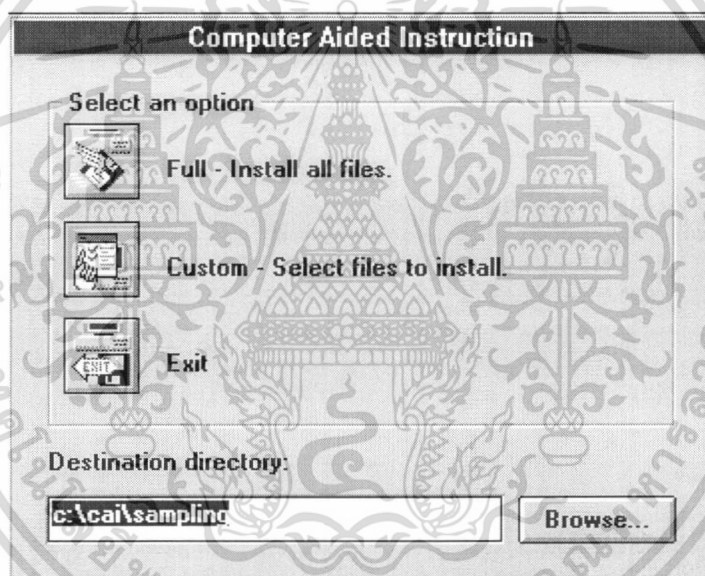 Computer Aided Instruction
Select an option
Full - Install all files.
Custom - Select files to install.
EXIT
Exit
Destination directory:
c:\cai\sampling
Browse...